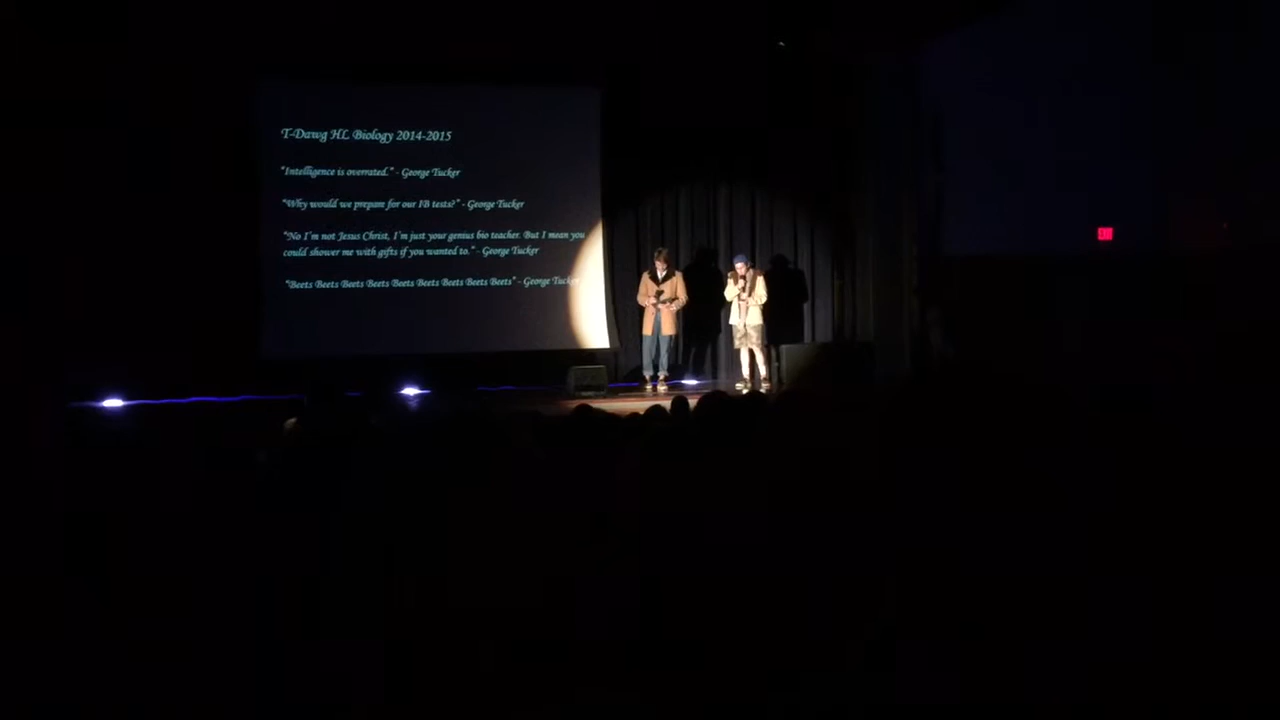 T-Dawg HL Biology 2014-2015
"Intelligence is overrated." - George Tucker
"Why would we prepare for our IB tests?" - George Tucker
"No I'm not Jesus Christ, I'm just your genius bio teacher. But I mean you
could shower me with gifts if you wanted to." - George Tucker
"Beets Beets Beets Beets Beets Beets Beets Beets Beets" - George Tucker
EXIT